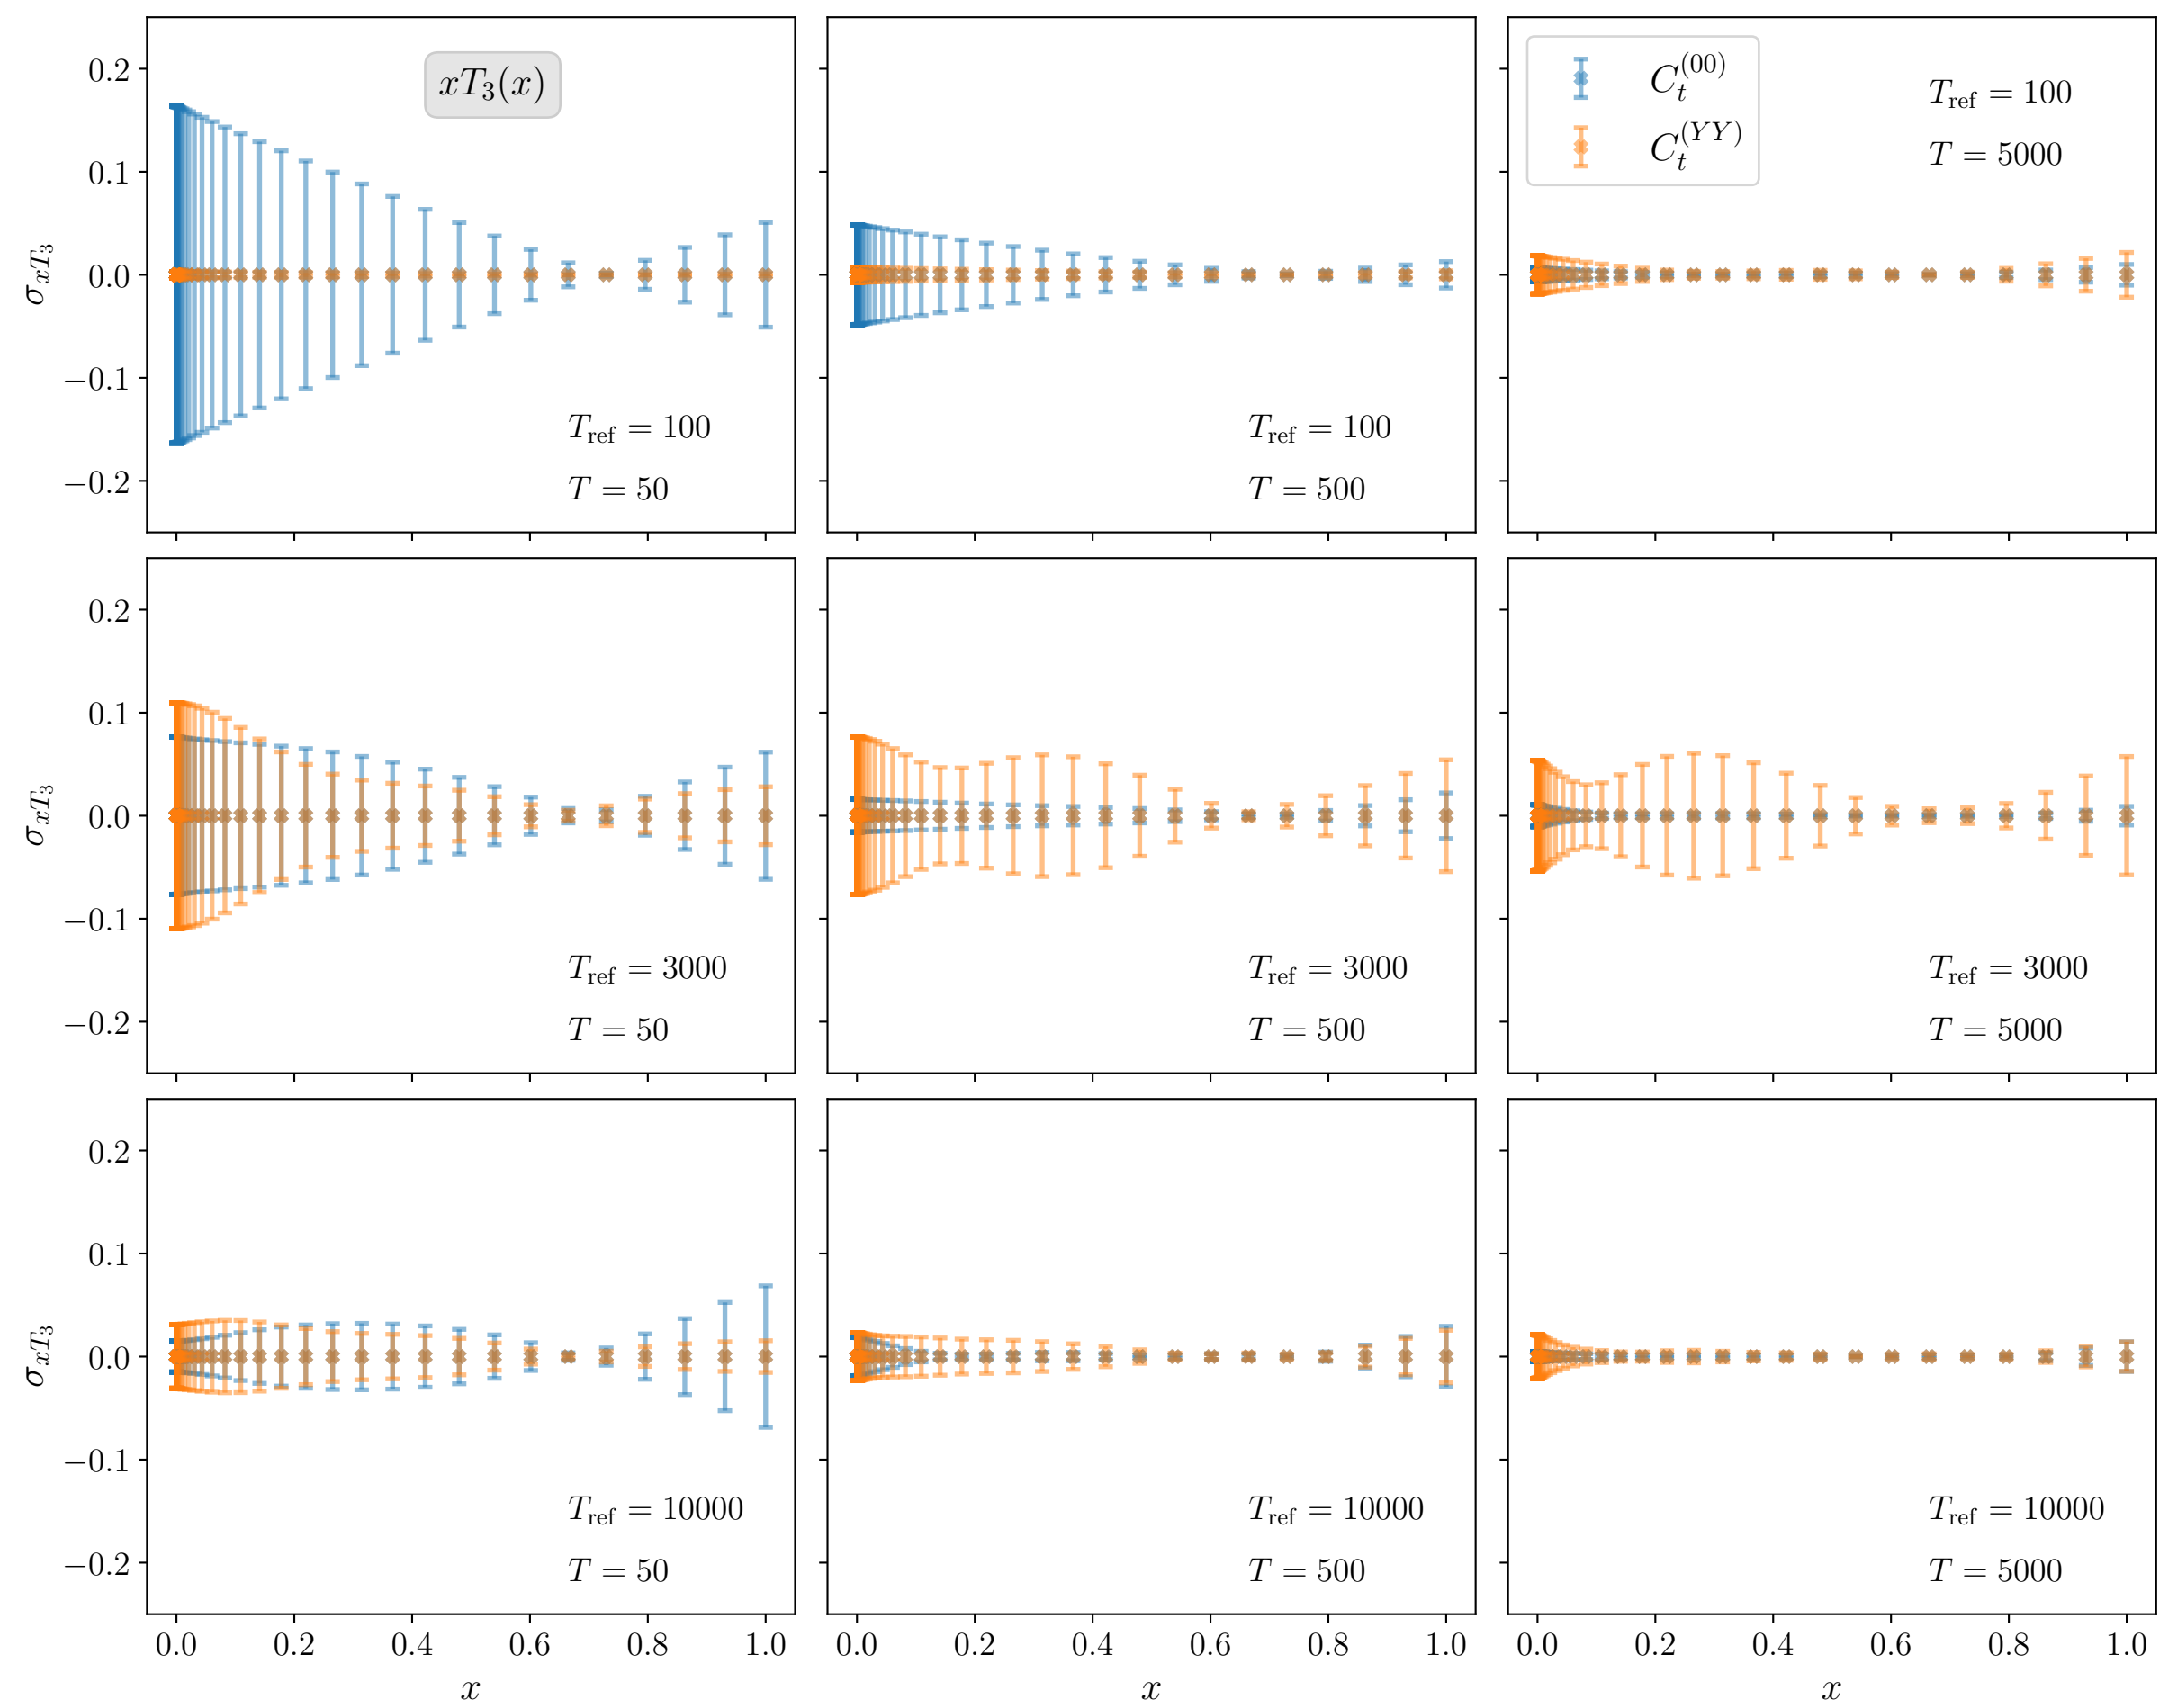 0.2
0.1
0.0
−0.1
−0.2
σ_{xT_3}
xT_3(x)
T_ref = 100
T = 50
T_ref = 100
T = 500
C_t^{(00)}
C_t^{(YY)}
T_ref = 100
T = 5000
0.2
0.1
0.0
−0.1
−0.2
σ_{xT_3}
T_ref = 3000
T = 50
T_ref = 3000
T = 500
T_ref = 3000
T = 5000
0.2
0.1
0.0
−0.1
−0.2
σ_{xT_3}
T_ref = 10000
T = 50
T_ref = 10000
T = 500
T_ref = 10000
T = 5000
0.0 0.2 0.4 0.6 0.8 1.0
x
0.0 0.2 0.4 0.6 0.8 1.0
x
0.0 0.2 0.4 0.6 0.8 1.0
x